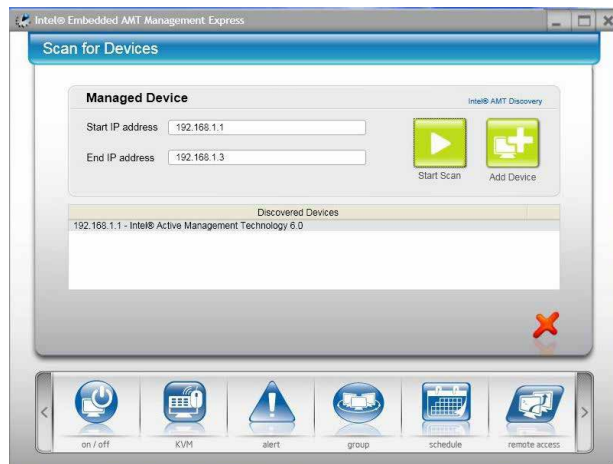 Intel® Embedded AMT Management Express
Scan for Devices
Managed Device
Intel® AMT Discovery
Start IP address 192.168.1.1
End IP address 192.168.1.3
Start Scan Add Device
Discovered Devices
192.168.1.1 - Intel® Active Management Technology 6.0
on / off KVM alert group schedule remote access